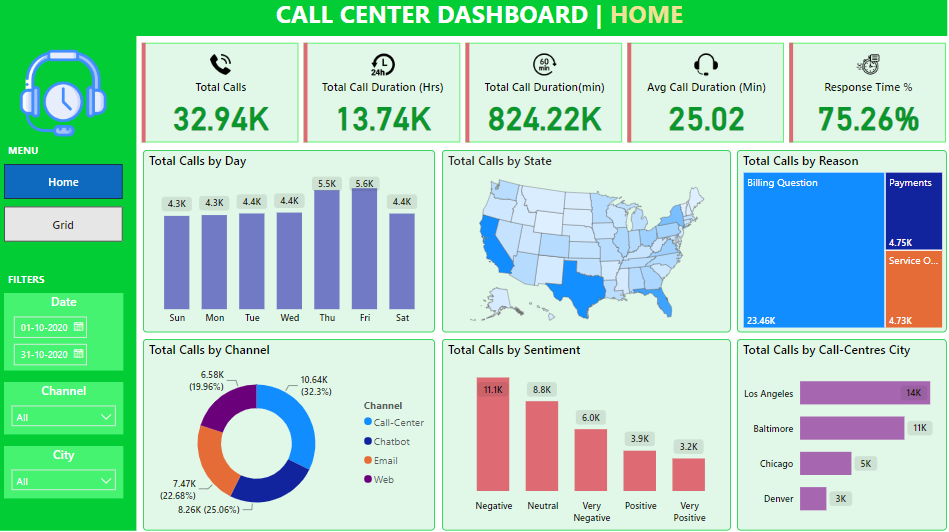 CALL CENTER DASHBOARD | HOME
MENU
Home
Grid
FILTERS
Date
01-10-2020
31-10-2020
Channel
All
City
All
Total Calls
32.94K
24h
Total Call Duration (Hrs)
13.74K
60
min
Total Call Duration(min)
824.22K
Avg Call Duration (Min)
25.02
Response Time %
75.26%
Total Calls by Day
4.3K
4.3K
4.4K
4.4K
5.5K
5.6K
4.4K
Sun
Mon
Tue
Wed
Thu
Fri
Sat
Total Calls by State
Total Calls by Reason
Billing Question
23.46K
Payments
4.75K
Service O...
4.73K
Total Calls by Channel
6.58K
(19.96%)
10.64K
(32.3%)
7.47K
(22.68%)
8.26K (25.06%)
Channel
Call-Center
Chatbot
Email
Web
Total Calls by Sentiment
11.1K
8.8K
6.0K
3.9K
3.2K
Negative
Neutral
Very
Negative
Positive
Very
Positive
Total Calls by Call-Centres City
Los Angeles
14K
Baltimore
11K
Chicago
5K
Denver
3K